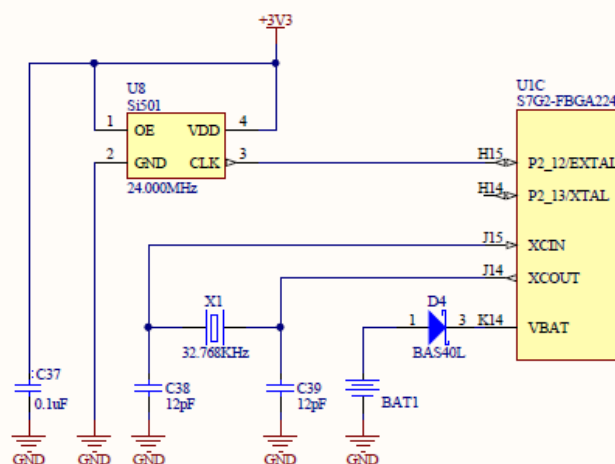 +3V3
U8
Si501
1 OE VDD 4
2 GND CLK 3
24.000MHz
U1C
S7G2-FBGA224
H15 P2_12/EXTAL
H14 P2_13/XTAL
J15 XCIN
J14 XCOUT
X1
32.768KHz
D4
1 3 K14 VBAT
BAS40L
C37
0.1uF
C38
12pF
C39
12pF
BAT1
GND GND GND GND GND